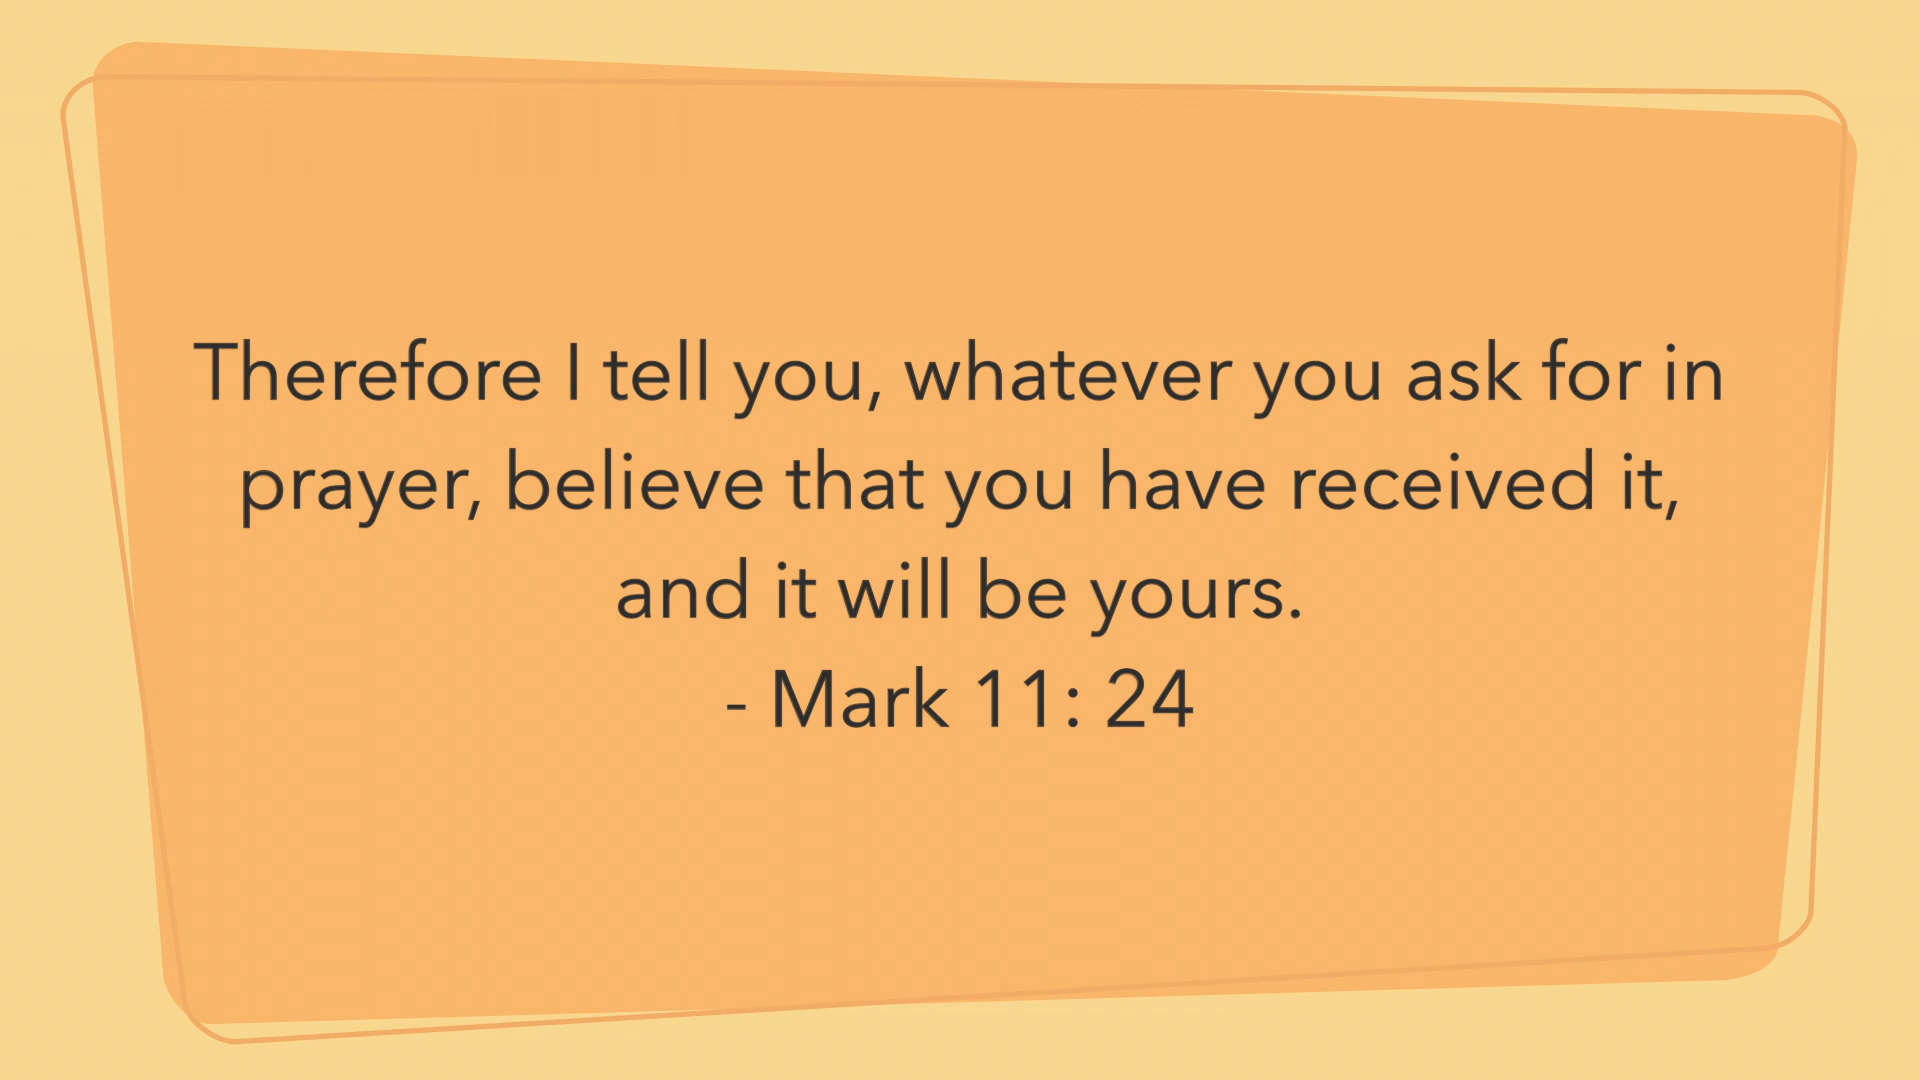 Therefore I tell you, whatever you ask for in
prayer, believe that you have received it,
and it will be yours.
- Mark 11: 24